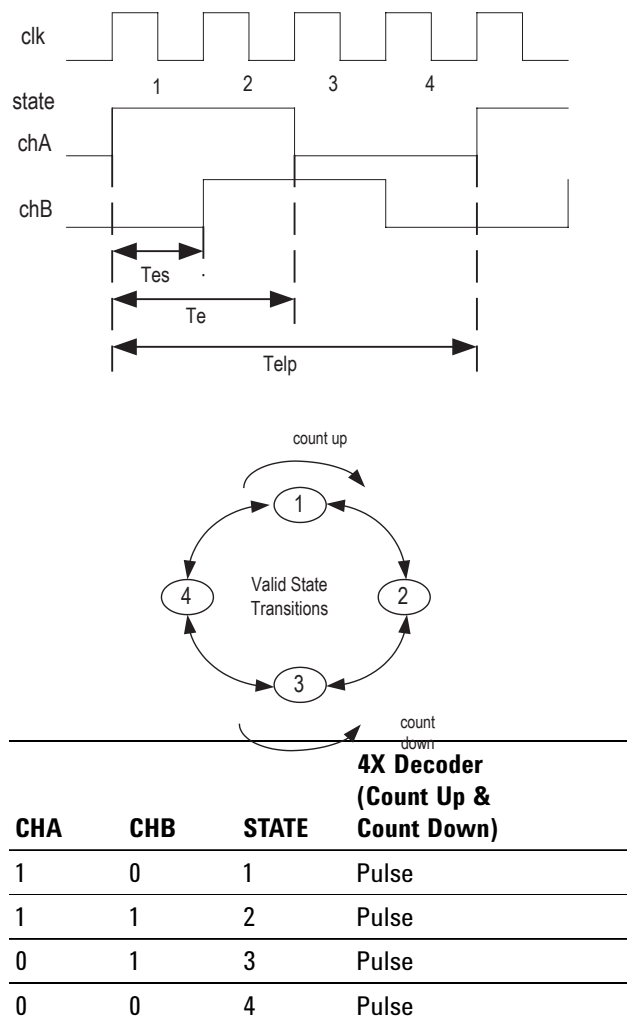 clk
1 2 3 4
state
chA
chB
Tes
Te
Telp
count up
1
4 Valid State 2
Transitions
3
count
down
4X Decoder
(Count Up &
CHA CHB STATE Count Down)
1 0 1 Pulse
1 1 2 Pulse
0 1 3 Pulse
0 0 4 Pulse